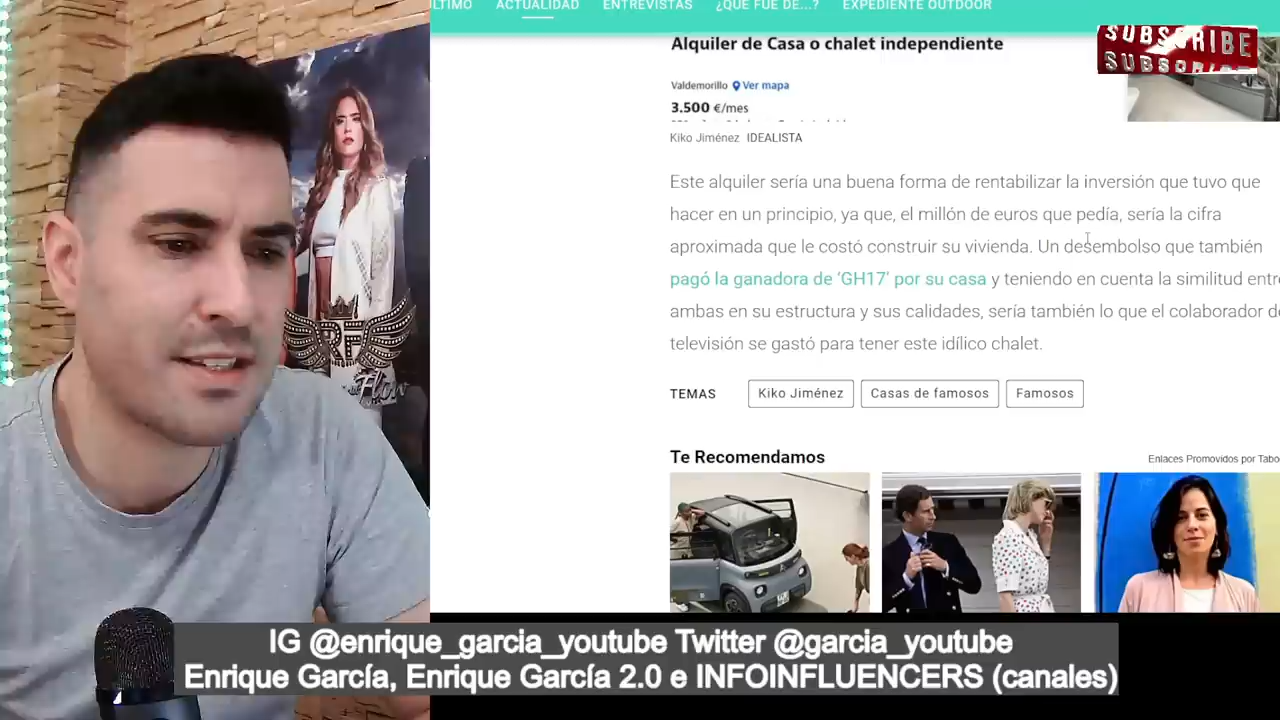 ACTUALIDAD ENTREVISTAS ¿QUÉ FUE DE...? EXPEDIENTE OUTDOOR
SUBSCRIBE
SUBSCRIBE
Alquiler de Casa o chalet independiente
Valdemorillo Ver mapa
3.500 €/mes
Kiko Jiménez IDEALISTA
Este alquiler sería una buena forma de rentabilizar la inversión que tuvo que
hacer en un principio, ya que, el millón de euros que pedía, sería la cifra
aproximada que le costó construir su vivienda. Un desembolso que también
pagó la ganadora de ‘GH17’ por su casa y teniendo en cuenta la similitud entre
ambas en su estructura y sus calidades, sería también lo que el colaborador de
televisión se gastó para tener este idílico chalet.
TEMAS Kiko Jiménez Casas de famosos Famosos
Te Recomendamos
Enlaces Promovidos por Tabo
RF
Flow
IG @enrique_garcia_youtube Twitter @garcia_youtube
Enrique García, Enrique García 2.0 e INFOINFLUENCERS (canales)